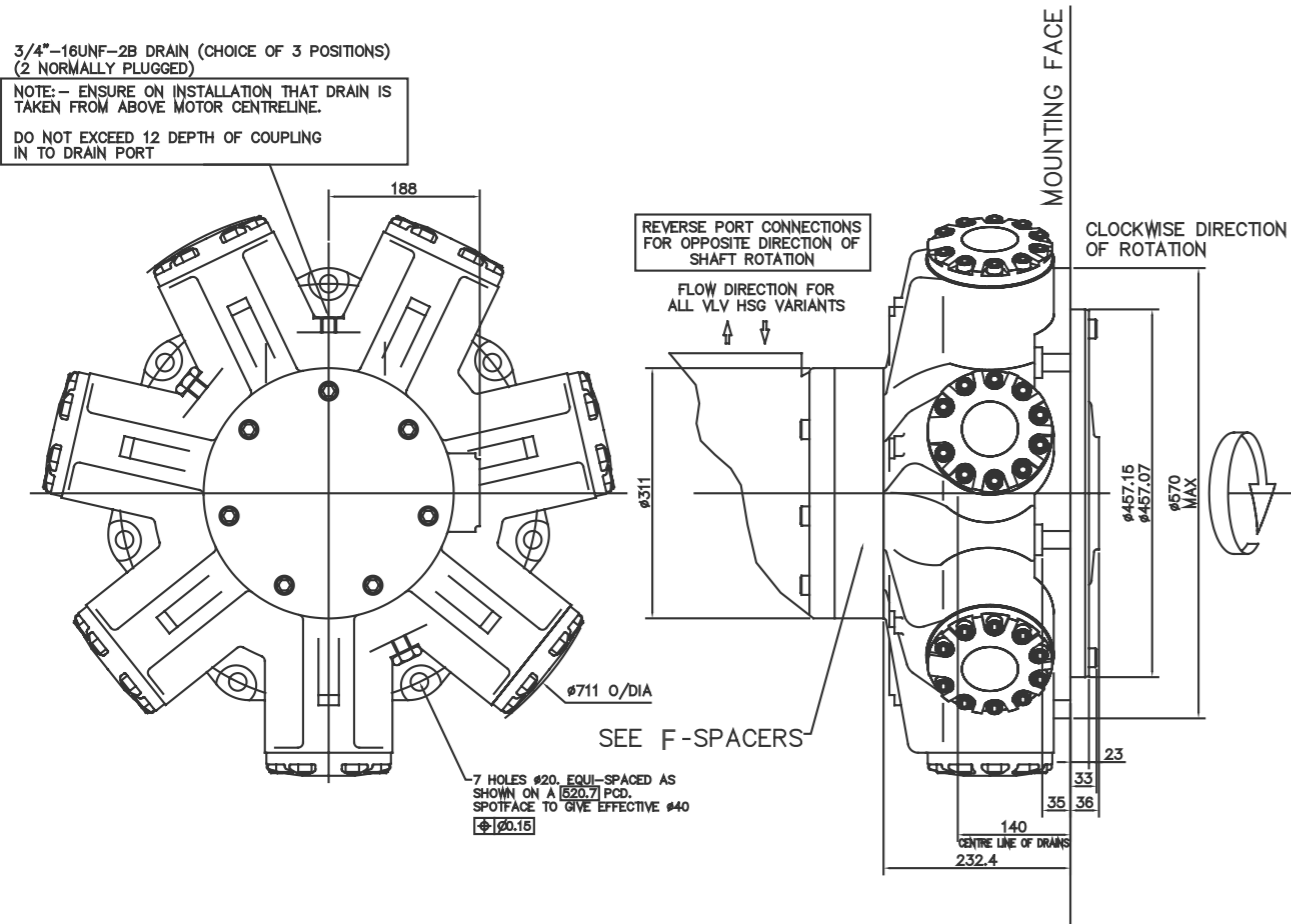 3/4"-16UNF-2B DRAIN (CHOICE OF 3 POSITIONS)
(2 NORMALLY PLUGGED)
NOTE:- ENSURE ON INSTALLATION THAT DRAIN IS
TAKEN FROM ABOVE MOTOR CENTRELINE.
DO NOT EXCEED 12 DEPTH OF COUPLING
IN TO DRAIN PORT
188
REVERSE PORT CONNECTIONS
FOR OPPOSITE DIRECTION OF
SHAFT ROTATION
FLOW DIRECTION FOR
ALL VLV HSG VARIANTS
MOUNTING FACE
CLOCKWISE DIRECTION
OF ROTATION
ø311
ø457.15
ø457.07
ø570
MAX
ø711 O/DIA
SEE F-SPACERS
7 HOLES ø20. EQUI-SPACED AS
SHOWN ON A 520.7 PCD.
SPOTFACE TO GIVE EFFECTIVE ø40
⌖ Ø0.15
23
33
35 36
140
CENTRE LINE OF DRAINS
232.4